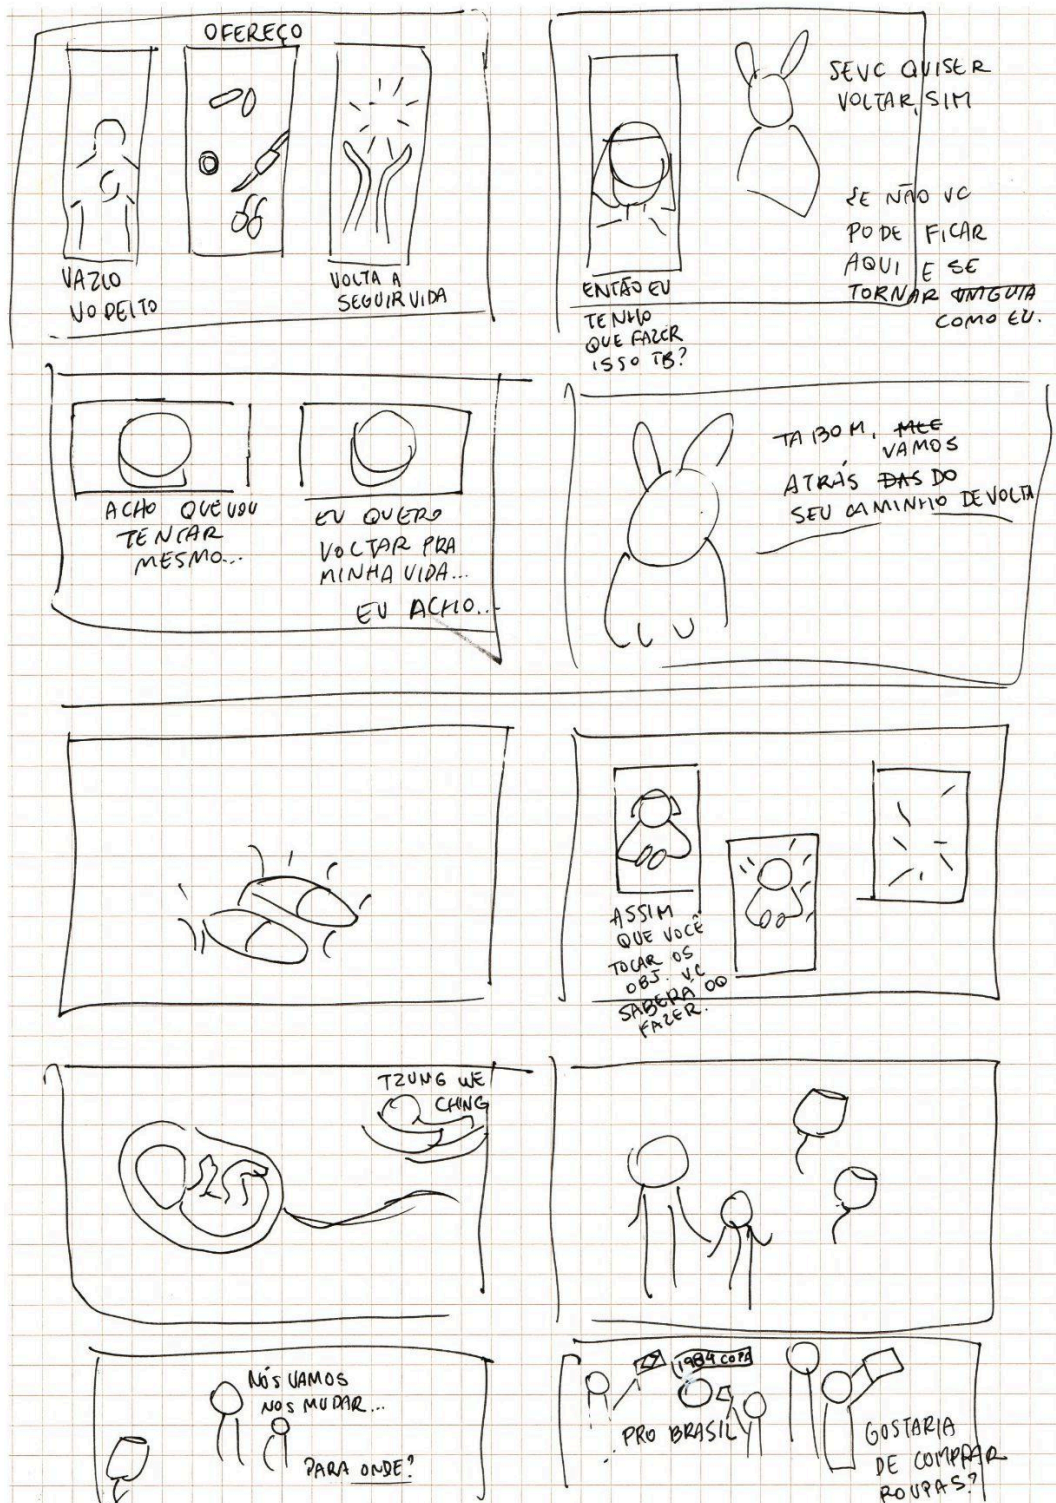 OFEREÇO
VAZIO
NO PEITO
VOLTA A
SEGUIR VIDA
ENTÃO EU
TENHO
QUE FAZER
ISSO TB?
SE VC QUISER
VOLTAR, SIM
SE NÃO VC
PODE FICAR
AQUI E SE
TORNAR UM GUIA
COMO EU.
ACHO QUE VOU
TENTAR
MESMO...
EU QUERO
VOLTAR PRA
MINHA VIDA...
EU ACHO...
TA BOM,
VAMOS
ATRÁS DAS DO
SEU CAMINHO DE VOLTA
ASSIM
QUE VOCÊ
TOCAR OS
OBJ. VC
SABERÁ OQ
FAZER.
TZUNG WE
CHING
NÓS VAMOS
NOS MUDAR...
PARA ONDE?
1984 COPA
PRO BRASIL
GOSTARIA
DE COMPRAR
ROUPAS?